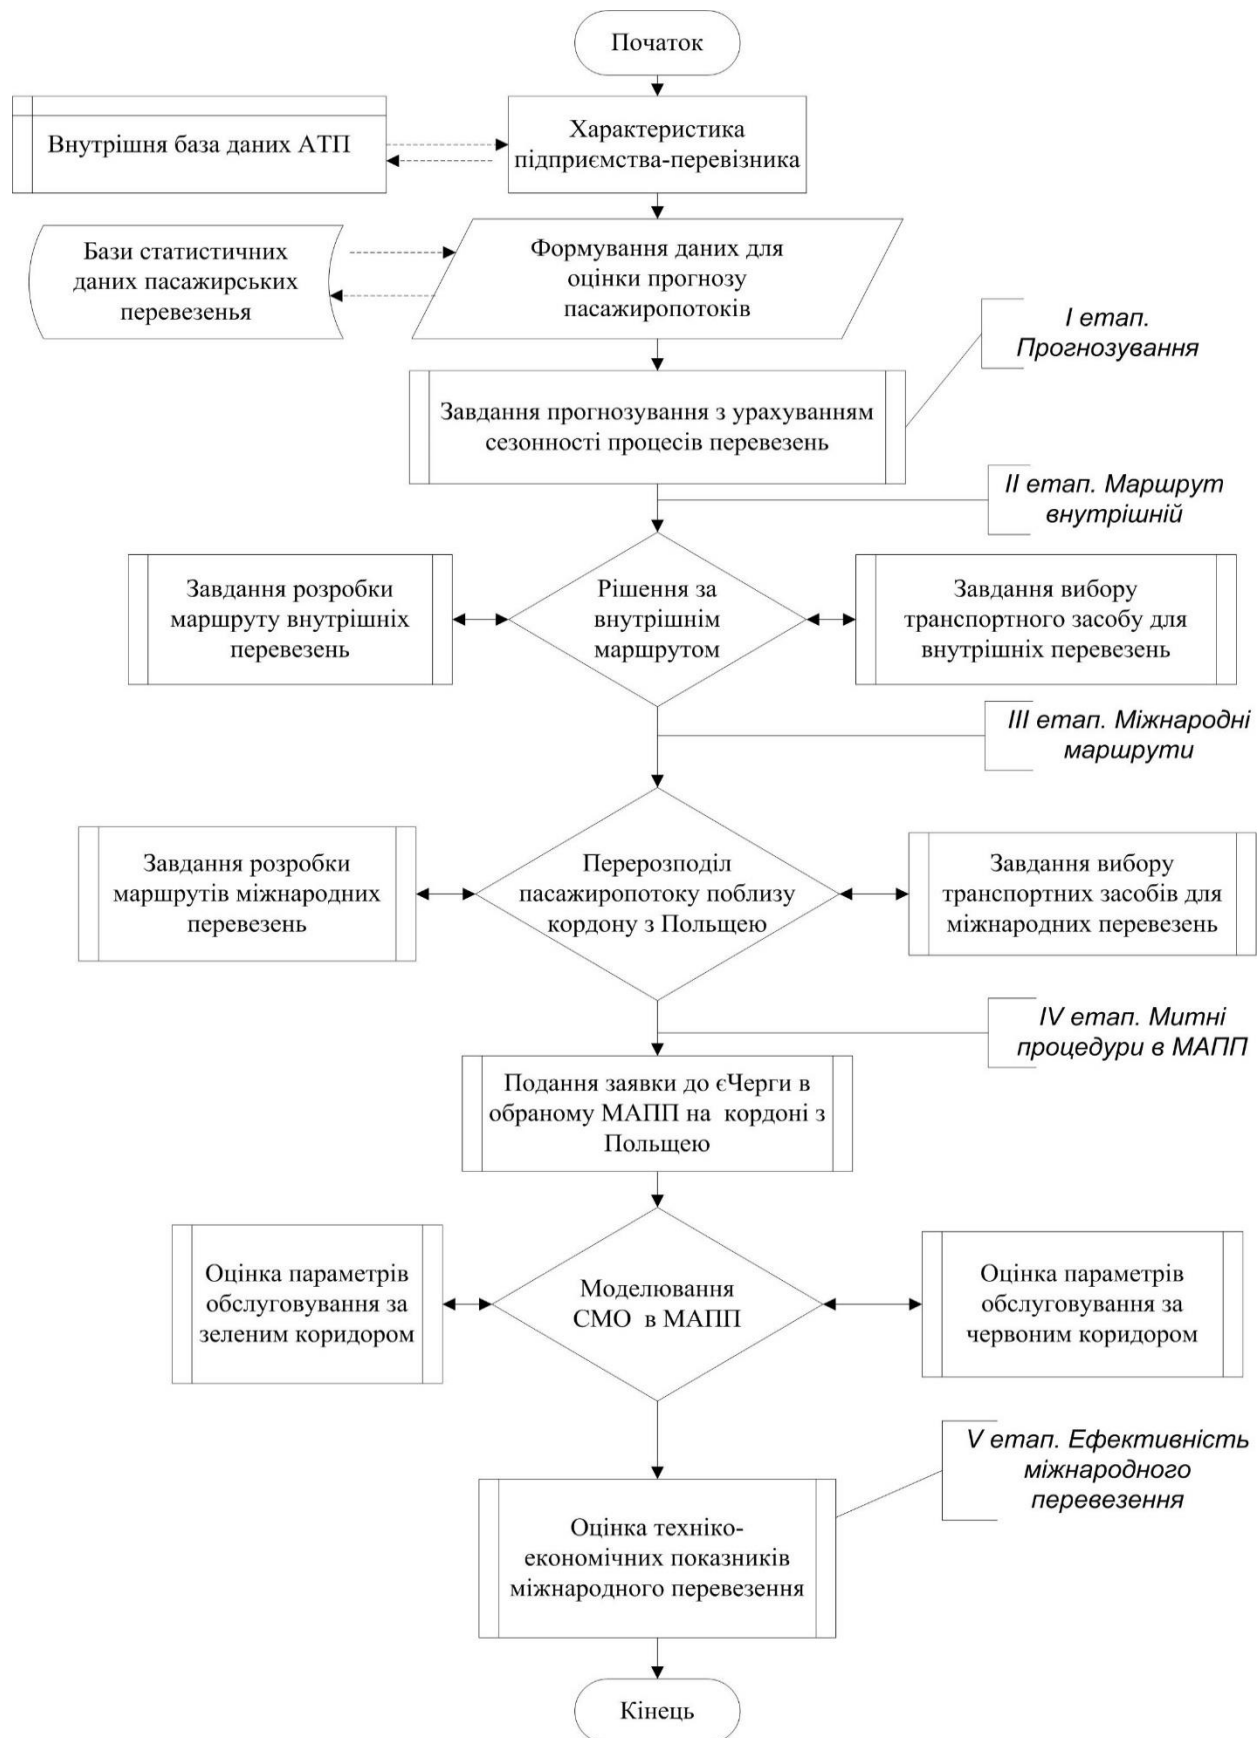 Початок
Внутрішня база даних АТП
Характеристика
підприємства-перевізника
Бази статистичних
даних пасажирських
перевезенья
Формування даних для
оцінки прогнозу
пасажиропотоків
І етап.
Прогнозування
Завдання прогнозування з урахуванням
сезонності процесів перевезень
ІІ етап. Маршрут
внутрішній
Завдання розробки
маршруту внутрішніх
перевезень
Рішення за
внутрішнім
маршрутом
Завдання вибору
транспортного засобу для
внутрішніх перевезень
ІІІ етап. Міжнародні
маршрути
Завдання розробки
маршрутів міжнародних
перевезень
Перерозподіл
пасажиропотоку поблизу
кордону з Польщею
Завдання вибору
транспортних засобів для
міжнародних перевезень
IV етап. Митні
процедури в МАПП
Подання заявки до єЧерги в
обраному МАПП на кордоні з
Польщею
Оцінка параметрів
обслуговування за
зеленим коридором
Моделювання
СМО в МАПП
Оцінка параметрів
обслуговування за
червоним коридором
V етап. Ефективність
міжнародного
перевезення
Оцінка техніко-
економічних показників
міжнародного перевезення
Кінець